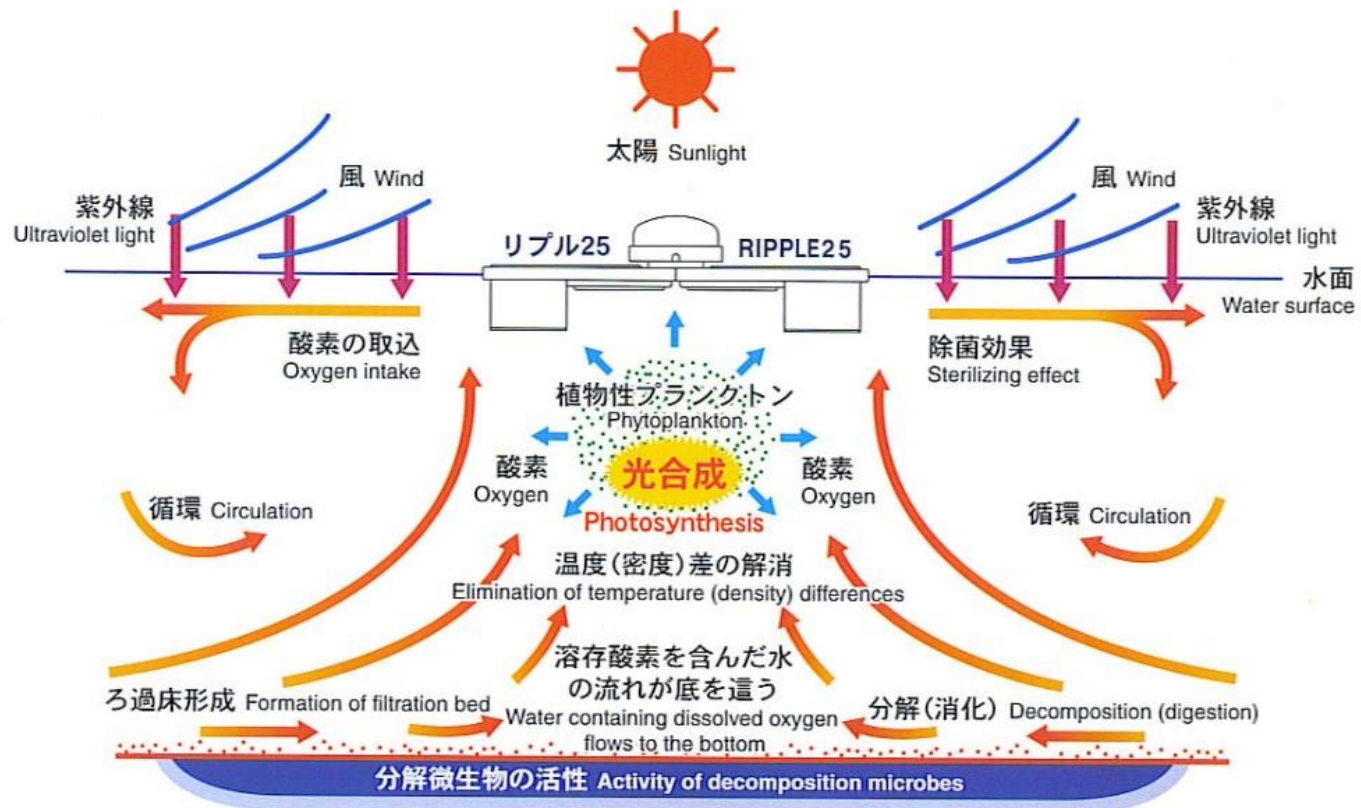 太陽 Sunlight
風 Wind
風 Wind
紫外線
Ultraviolet light
紫外線
Ultraviolet light
リプル25
RIPPLE25
水面
Water surface
酸素の取込
Oxygen intake
除菌効果
Sterilizing effect
植物性プランクトン
Phytoplankton
酸素
Oxygen
光合成
酸素
Oxygen
Photosynthesis
循環 Circulation
循環 Circulation
温度(密度)差の解消
Elimination of temperature (density) differences
溶存酸素を含んだ水
の流れが底を這う
Water containing dissolved oxygen
flows to the bottom
ろ過床形成 Formation of filtration bed
分解(消化) Decomposition (digestion)
分解微生物の活性 Activity of decomposition microbes